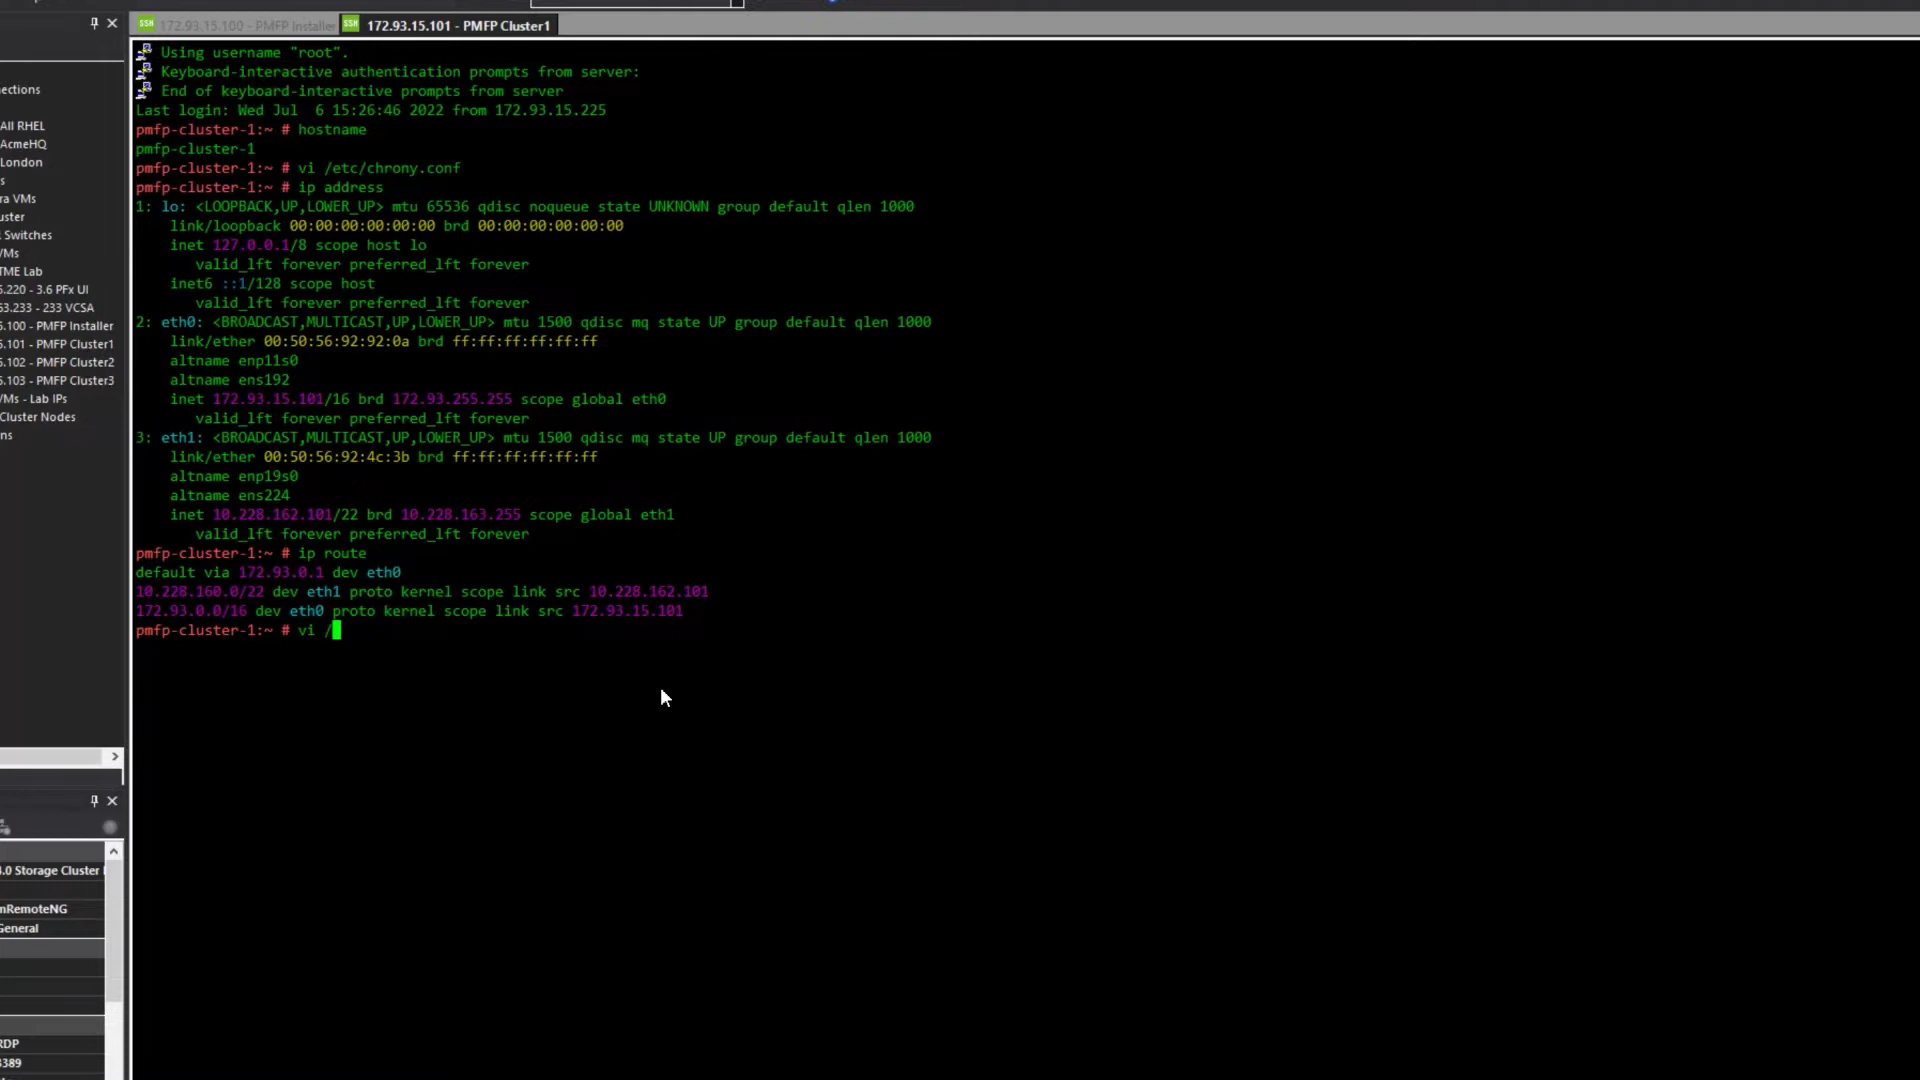 SSH 172.93.15.100 - PMFP Installer
SSH 172.93.15.101 - PMFP Cluster1
ections
All RHEL
AcmeHQ
London
s
ra VMs
uster
Switches
VMs
TME Lab
5.220 - 3.6 PFx UI
53.233 - 233 VCSA
5.100 - PMFP Installer
5.101 - PMFP Cluster1
5.102 - PMFP Cluster2
5.103 - PMFP Cluster3
VMs - Lab IPs
Cluster Nodes
ns
.0 Storage Cluster
mRemoteNG
General
RDP
3389
Using username "root".
Keyboard-interactive authentication prompts from server:
End of keyboard-interactive prompts from server
Last login: Wed Jul  6 15:26:46 2022 from 172.93.15.225
pmfp-cluster-1:~ # hostname
pmfp-cluster-1
pmfp-cluster-1:~ # vi /etc/chrony.conf
pmfp-cluster-1:~ # ip address
1: lo: <LOOPBACK,UP,LOWER_UP> mtu 65536 qdisc noqueue state UNKNOWN group default qlen 1000
link/loopback 00:00:00:00:00:00 brd 00:00:00:00:00:00
inet 127.0.0.1/8 scope host lo
valid_lft forever preferred_lft forever
inet6 ::1/128 scope host
valid_lft forever preferred_lft forever
2: eth0: <BROADCAST,MULTICAST,UP,LOWER_UP> mtu 1500 qdisc mq state UP group default qlen 1000
link/ether 00:50:56:92:92:0a brd ff:ff:ff:ff:ff:ff
altname enp11s0
altname ens192
inet 172.93.15.101/16 brd 172.93.255.255 scope global eth0
valid_lft forever preferred_lft forever
3: eth1: <BROADCAST,MULTICAST,UP,LOWER_UP> mtu 1500 qdisc mq state UP group default qlen 1000
link/ether 00:50:56:92:4c:3b brd ff:ff:ff:ff:ff:ff
altname enp19s0
altname ens224
inet 10.228.162.101/22 brd 10.228.163.255 scope global eth1
valid_lft forever preferred_lft forever
pmfp-cluster-1:~ # ip route
default via 172.93.0.1 dev eth0
10.228.160.0/22 dev eth1 proto kernel scope link src 10.228.162.101
172.93.0.0/16 dev eth0 proto kernel scope link src 172.93.15.101
pmfp-cluster-1:~ # vi /